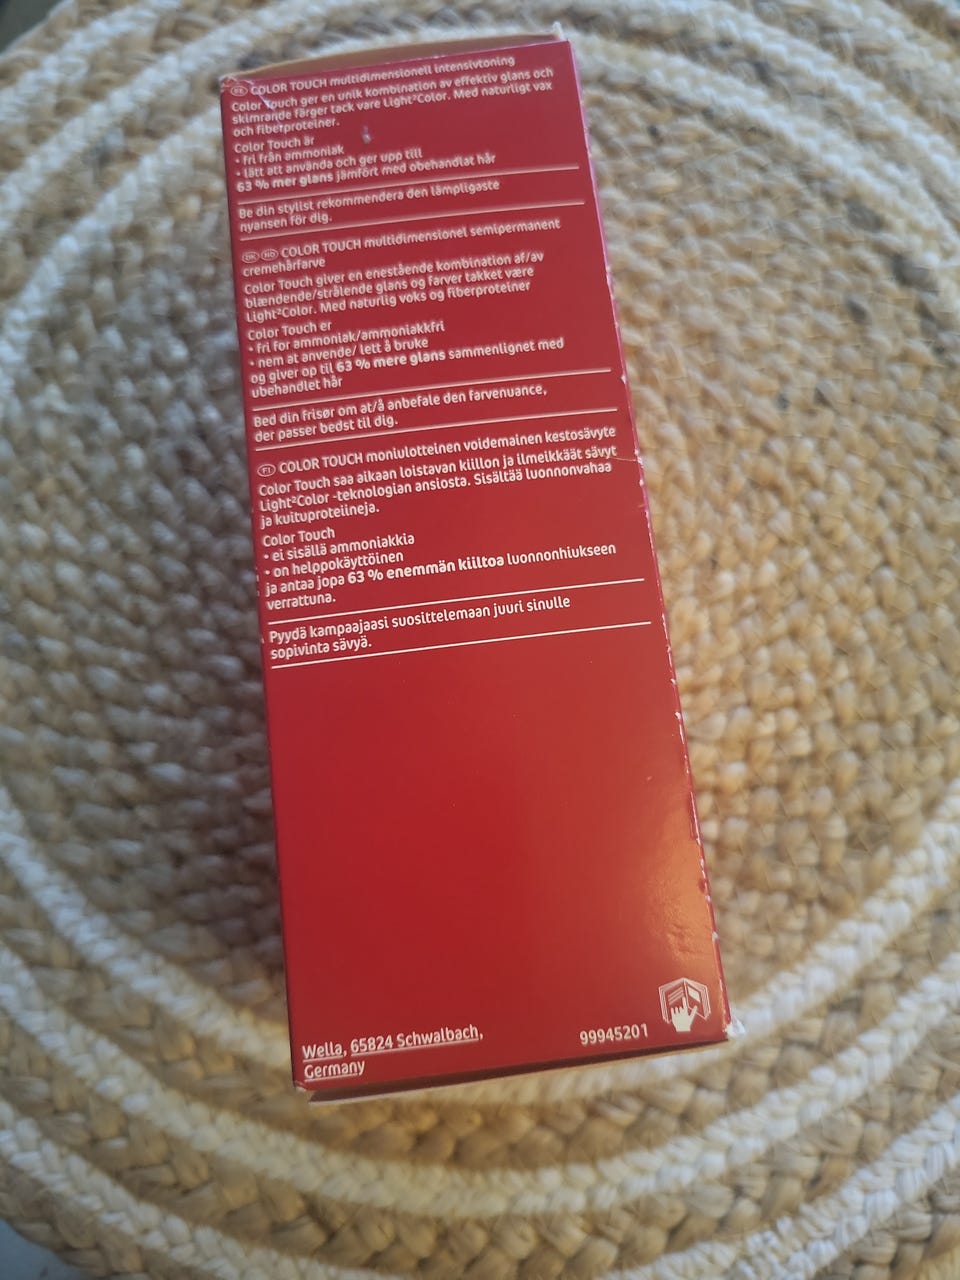 SE COLOR TOUCH multidimensionell intensivtoning
Color Touch ger en unik kombination av effektiv glans och
skimrande färger tack vare Light²Color. Med naturligt vax
och fiberproteiner.
Color Touch är
• fri från ammoniak
• lätt att använda och ger upp till
63 % mer glans jämfört med obehandlat hår
Be din stylist rekommendera den lämpligaste
nyansen för dig.
DK NO COLOR TOUCH multidimensionel semipermanent
cremehårfarve
Color Touch giver en enestående kombination af/av
blændende/strålende glans og farver takket være
Light²Color. Med naturlig voks og fiberproteiner
Color Touch er
• fri for ammoniak/ammoniakkfri
• nem at anvende/ lett å bruke
og giver op til 63 % mere glans sammenlignet med
ubehandlet hår
Bed din frisør om at/å anbefale den farvenuance,
der passer bedst til dig.
FI COLOR TOUCH moniulotteinen voidemainen kestosävyte
Color Touch saa aikaan loistavan kiillon ja ilmeikkäät sävyt
Light²Color -teknologian ansiosta. Sisältää luonnonvahaa
ja kuituproteiineja.
Color Touch
• ei sisällä ammoniakkia
• on helppokäyttöinen
ja antaa jopa 63 % enemmän kiiltoa luonnonhiukseen
verrattuna.
Pyydä kampaajaasi suosittelemaan juuri sinulle
sopivinta sävyä.
Wella, 65824 Schwalbach,
Germany
99945201